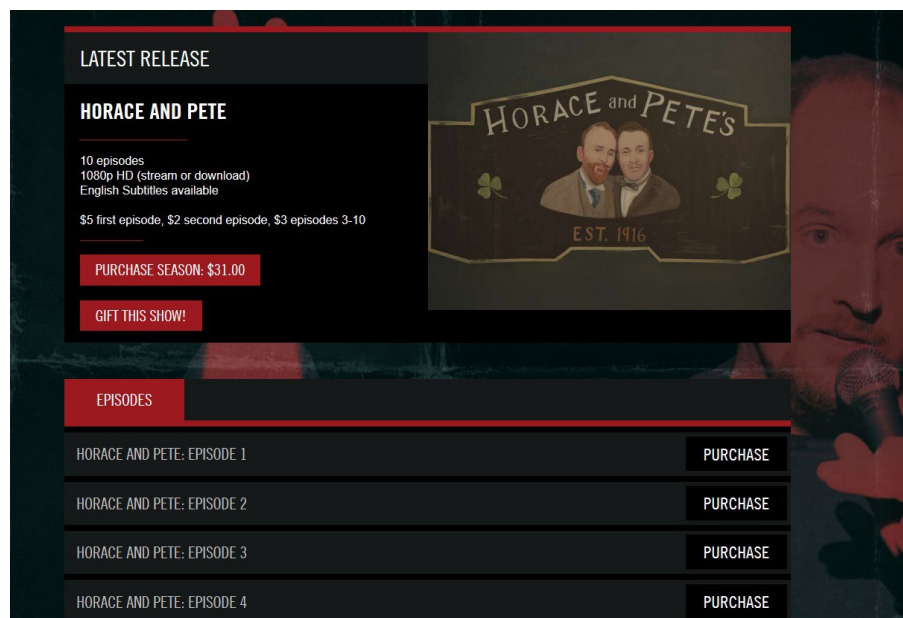 LATEST RELEASE
HORACE AND PETE
10 episodes
1080p HD (stream or download)
English Subtitles available
$5 first episode, $2 second episode, $3 episodes 3-10
PURCHASE SEASON: $31.00
GIFT THIS SHOW!
HORACE and PETE'S
EST. 1916
EPISODES
HORACE AND PETE: EPISODE 1 PURCHASE
HORACE AND PETE: EPISODE 2 PURCHASE
HORACE AND PETE: EPISODE 3 PURCHASE
HORACE AND PETE: EPISODE 4 PURCHASE